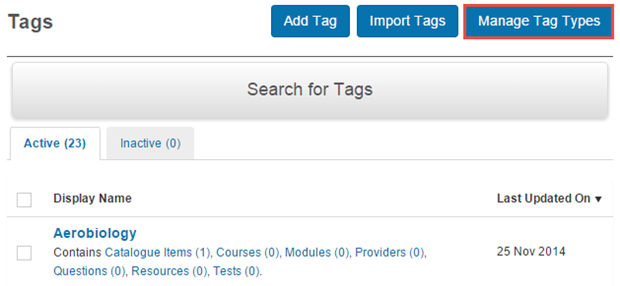 Tags Add Tag Import Tags Manage Tag Types
Search for Tags
Active (23) Inactive (0)
Display Name Last Updated On ▼
Aerobiology
Contains Catalogue Items (1), Courses (0), Modules (0), Providers (0), 25 Nov 2014
Questions (0), Resources (0), Tests (0).